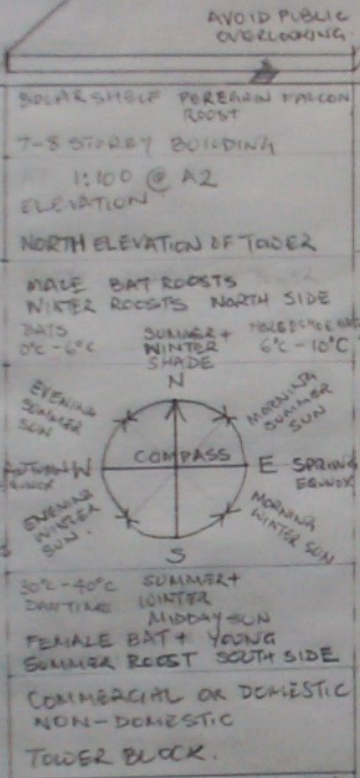 AVOID PUBLIC
OVERLOOKING
SOLAR SHELF PEREGRIN FALCON
ROOST
7-8 STOREY BUILDING
1:100 @ A2
ELEVATION
NORTH ELEVATION OF TOWER
MALE BAT ROOSTS
WINTER ROOSTS NORTH SIDE
BATS
0°C - 6°C
SUMMER +
WINTER
SHADE
6°C - 10°C
N
EVENING
SUMMER
SUN
MORNING
SUMMER
SUN
AUTUMN W
EQUNOX
COMPASS
E SPRING
EQUNOX
EVENING
WINTER
SUN.
MORNING
WINTER SUN
S
30°C - 40°C
DAYTIME
SUMMER +
WINTER
MIDDAY SUN
FEMALE BAT + YOUNG
SUMMER ROOST SOUTH SIDE
COMMERCIAL OR DOMESTIC
NON-DOMESTIC
TOWER BLOCK.